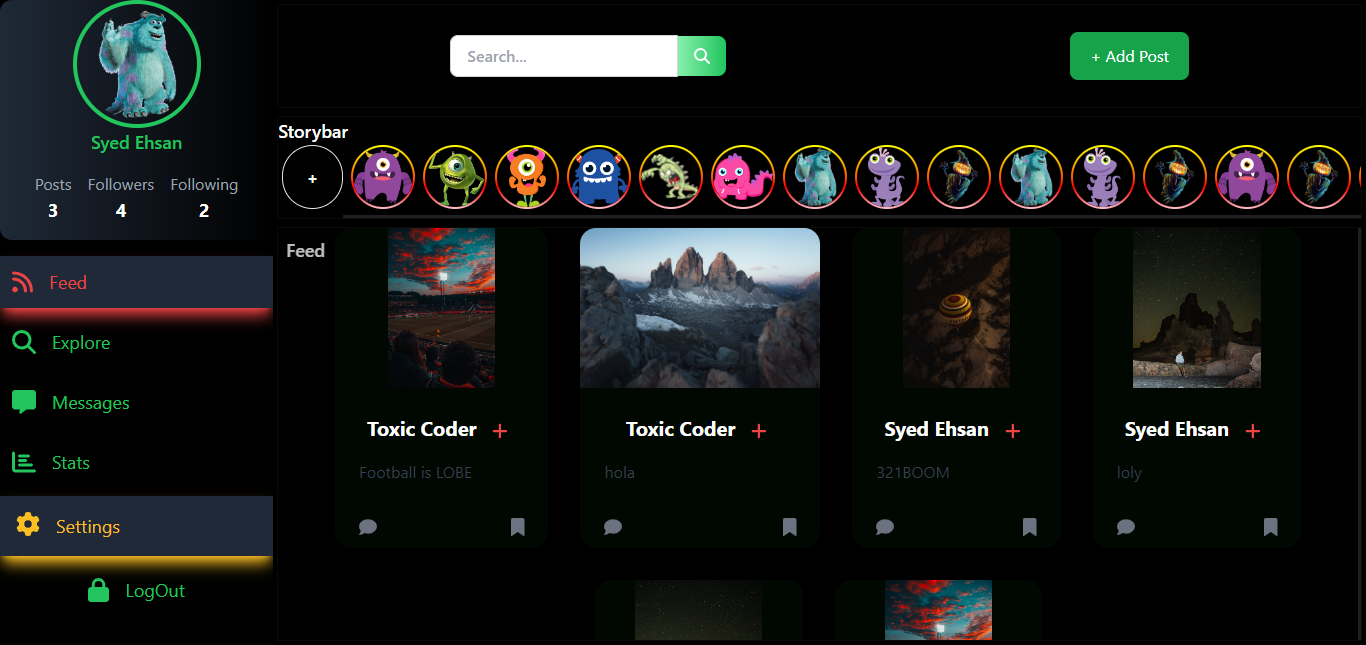 Syed Ehsan
Posts Followers Following
3 4 2
Feed
Explore
Messages
Stats
Settings
LogOut
Search...
+ Add Post
Storybar
+
Feed
Toxic Coder +
Football is LOBE
Toxic Coder +
hola
Syed Ehsan +
321BOOM
Syed Ehsan +
loly